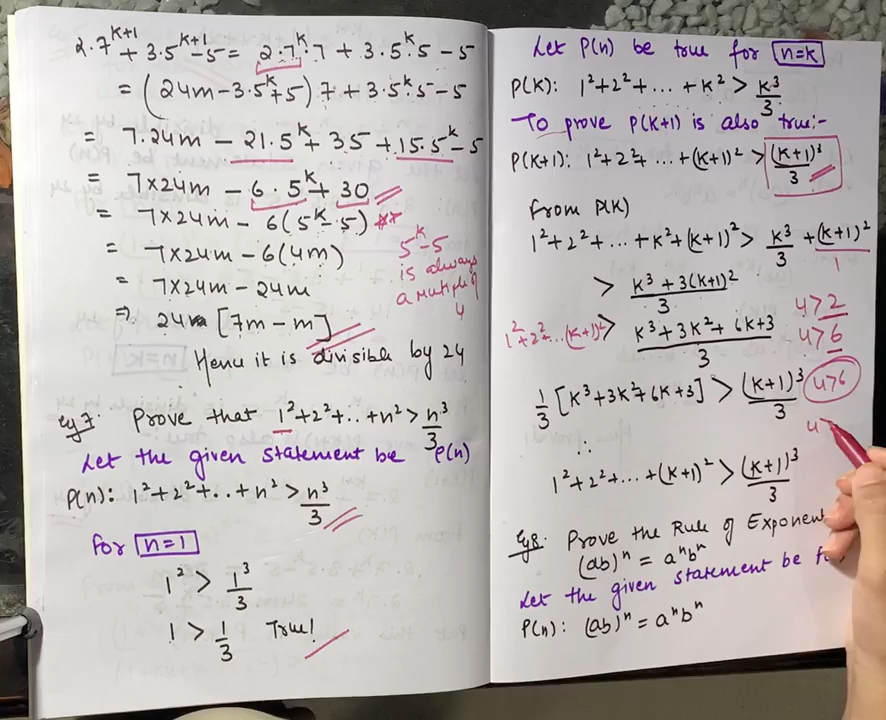 2.7^{k+1} + 3.5^{k+1} - 5 = 2.7^k.7 + 3.5^k.5 - 5
= (24m - 3.5^k + 5) 7 + 3.5^k.5 - 5
= 7.24m - 21.5^k + 35 + 15.5^k - 5
= 7×24m - 6.5^k + 30
= 7×24m - 6(5^k - 5) **
= 7×24m - 6(4m)
= 7×24m - 24m
⇒ 24 [7m - m]
Hence it is divisible by 24
5^k - 5
is always
a multiple of
4
Eg 7. Prove that 1²+2²+..+n² > n³/3
Let the given statement be P(n)
P(n): 1²+2²+..+n² > n³/3
For n=1
1² > 1³/3
1 > 1/3 True!
Let P(n) be true for n=k
P(k): 1²+2²+...+k² > k³/3
To prove P(k+1) is also true:-
P(k+1): 1²+2²+...+(k+1)² > (k+1)³/3
From P(k)
1²+2²+...+k²+(k+1)² > k³/3 + (k+1)²/1
> k³+3(k+1)²/3
4>2
1²+2²...(k+1)² > k³+3k²+6k+3/3
4>6
1/3 [k³+3k²+6k+3] > (k+1)³/3
4>6
∴
1²+2²+...+(k+1)² > (k+1)³/3
Eg 8. Prove the Rule of Exponent
(ab)^n = a^n b^n
Let the given statement be
P(n): (ab)^n = a^n b^n